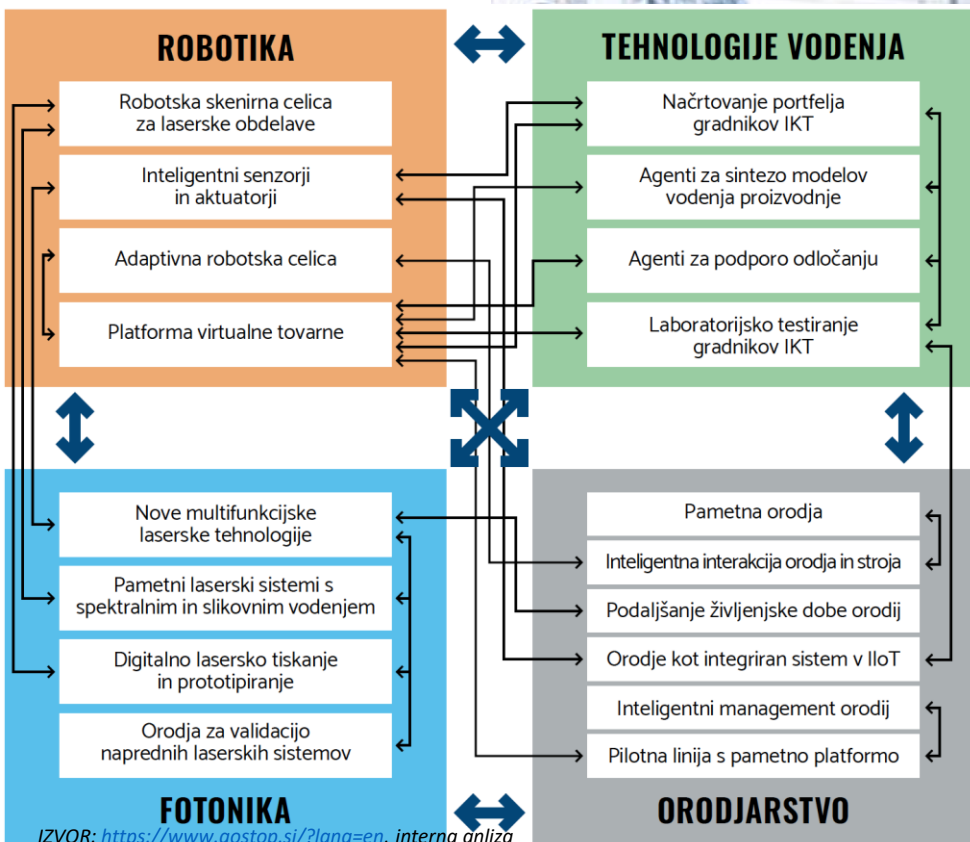 ROBOTIKA
Robotska skenirna celica
za laserske obdelave
Inteligentni senzorji
in aktuatorji
Adaptivna robotska celica
Platforma virtualne tovarne
TEHNOLOGIJE VODENJA
Načrtovanje portfelja
gradnikov IKT
Agenti za sintezo modelov
vodenja proizvodnje
Agenti za podporo odločanju
Laboratorijsko testiranje
gradnikov IKT
Nove multifunkcijske
laserske tehnologije
Pametni laserski sistemi s
spektralnim in slikovnim vodenjem
Digitalno lasersko tiskanje
in prototipiranje
Orodja za validacijo
naprednih laserskih sistemov
FOTONIKA
Pametna orodja
Inteligentna interakcija orodja in stroja
Podaljšanje življenjske dobe orodij
Orodje kot integriran sistem v IIoT
Inteligentni management orodij
Pilotna linija s pametno platformo
ORODJARSTVO
IZVOR: https://www.gostop.si/?lang=en, interna anliza